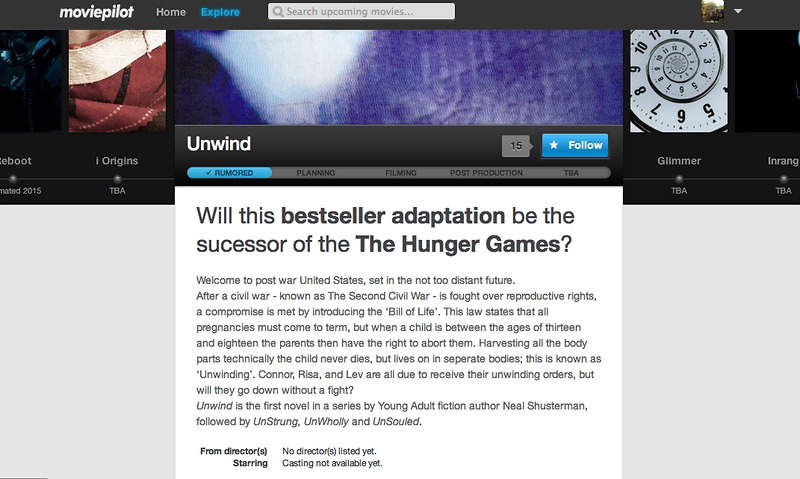 moviepilot Home Explore Search upcoming movies...
Unwind 15 Follow
RUMORED PLANNING FILMING POST PRODUCTION TBA
Reboot i Origins Glimmer Inrang
mated 2015 TBA TBA TBA
Will this bestseller adaptation be the
sucessor of the The Hunger Games?
Welcome to post war United States, set in the not too distant future.
After a civil war - known as The Second Civil War - is fought over reproductive rights,
a compromise is met by introducing the ‘Bill of Life’. This law states that all
pregnancies must come to term, but when a child is between the ages of thirteen
and eighteen the parents then have the right to abort them. Harvesting all the body
parts technically the child never dies, but lives on in seperate bodies; this is known as
‘Unwinding’. Connor, Risa, and Lev are all due to receive their unwinding orders, but
will they go down without a fight?
Unwind is the first novel in a series by Young Adult fiction author Neal Shusterman,
followed by UnStrung, UnWholly and UnSouled.
From director(s) No director(s) listed yet.
Starring Casting not available yet.